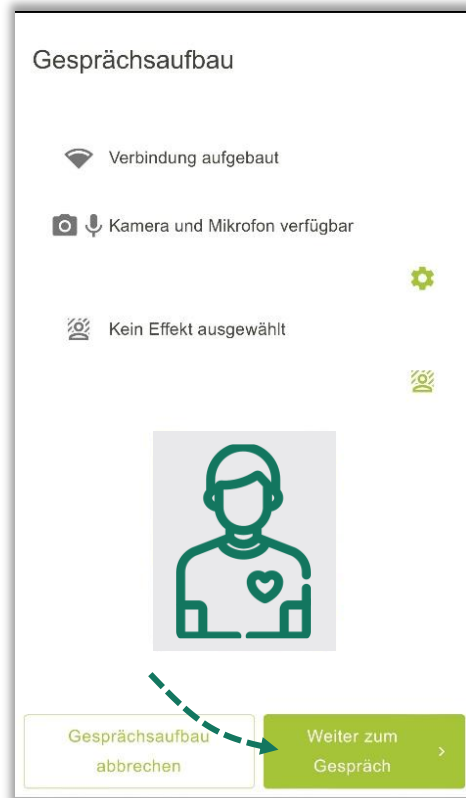 Gesprächsaufbau
Verbindung aufgebaut
Kamera und Mikrofon verfügbar
Kein Effekt ausgewählt
Gesprächsaufbau
abbrechen
Weiter zum
Gespräch